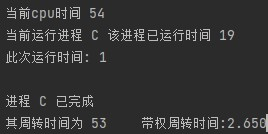 当前cpu时间 54
当前运行进程 C 该进程已运行时间 19
此次运行时间: 1
进程 C 已完成
其周转时间为 53 带权周转时间:2.650